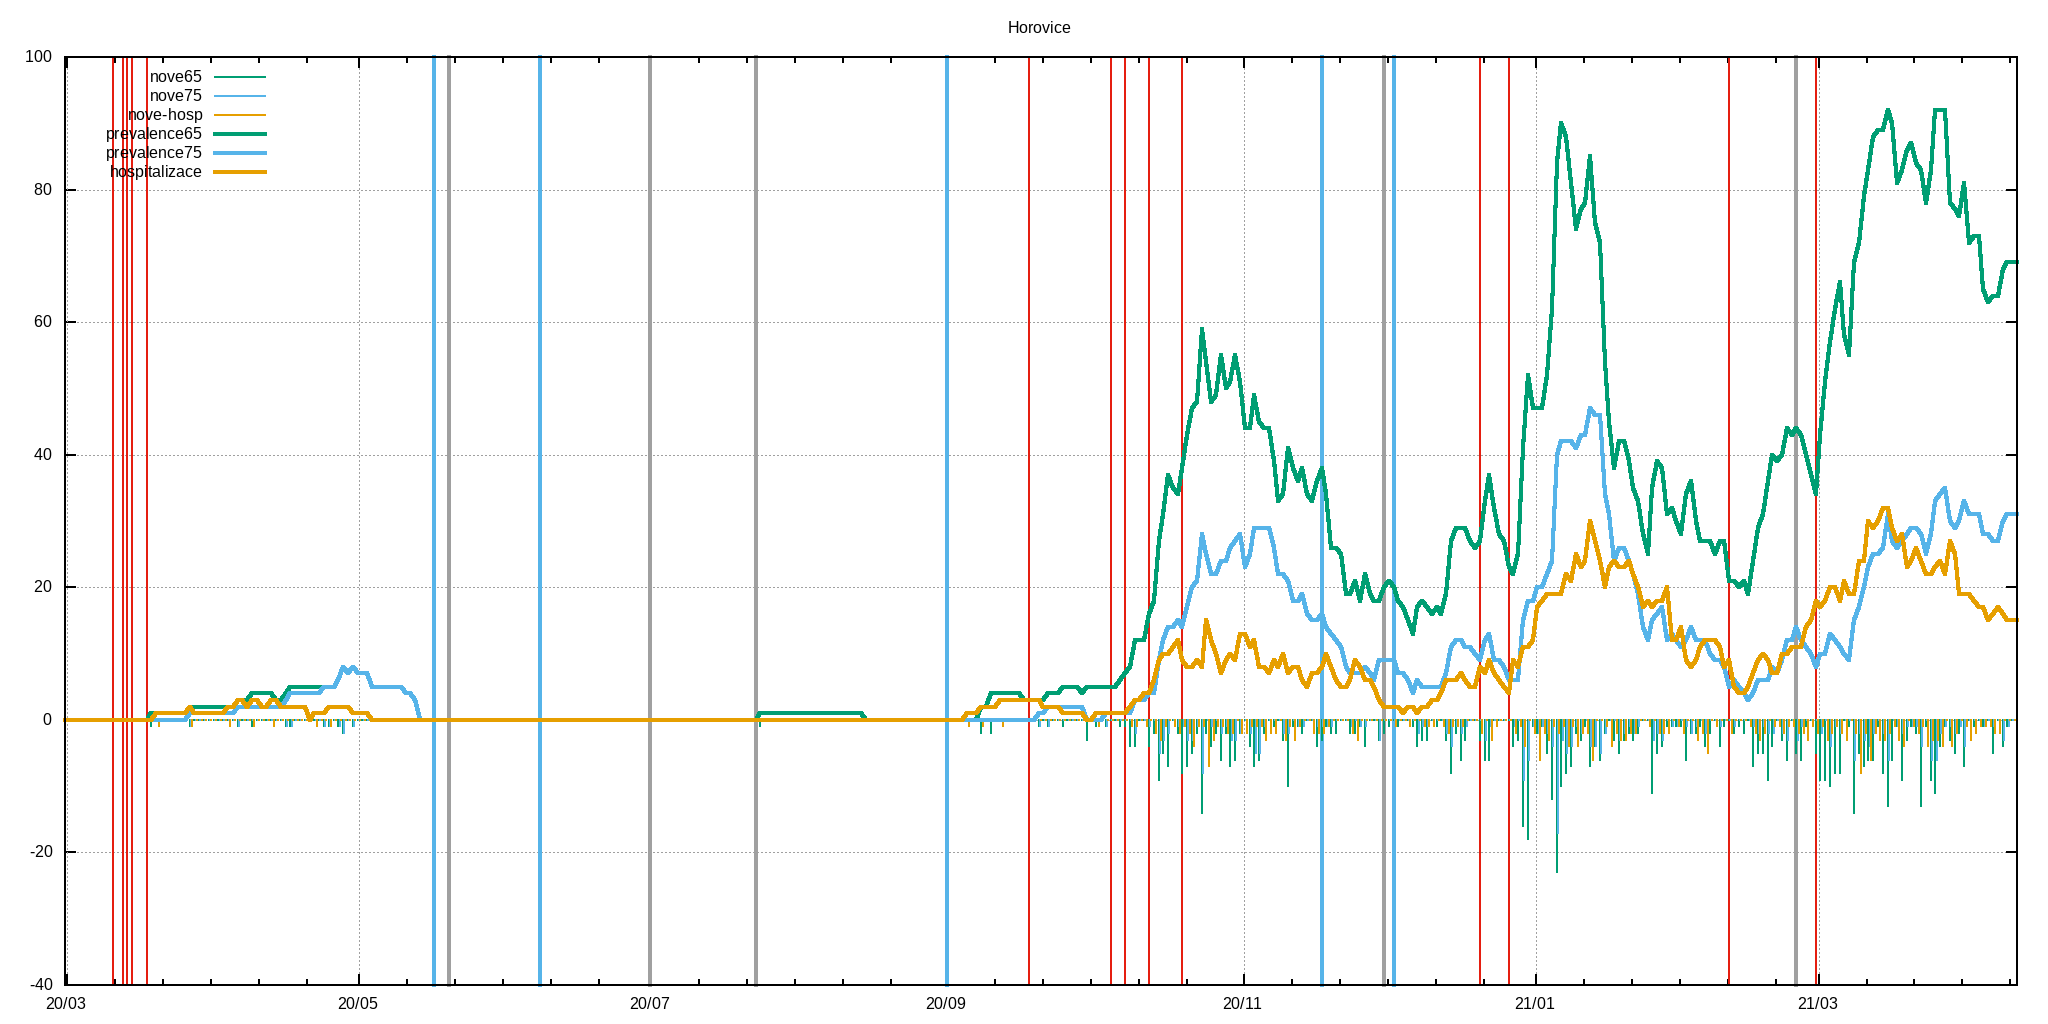 Horovice
100
80
60
40
20
0
-20
-40
nove65
nove75
nove-hosp
prevalence65
prevalence75
hospitalizace
20/03 20/05 20/07 20/09 20/11 21/01 21/03